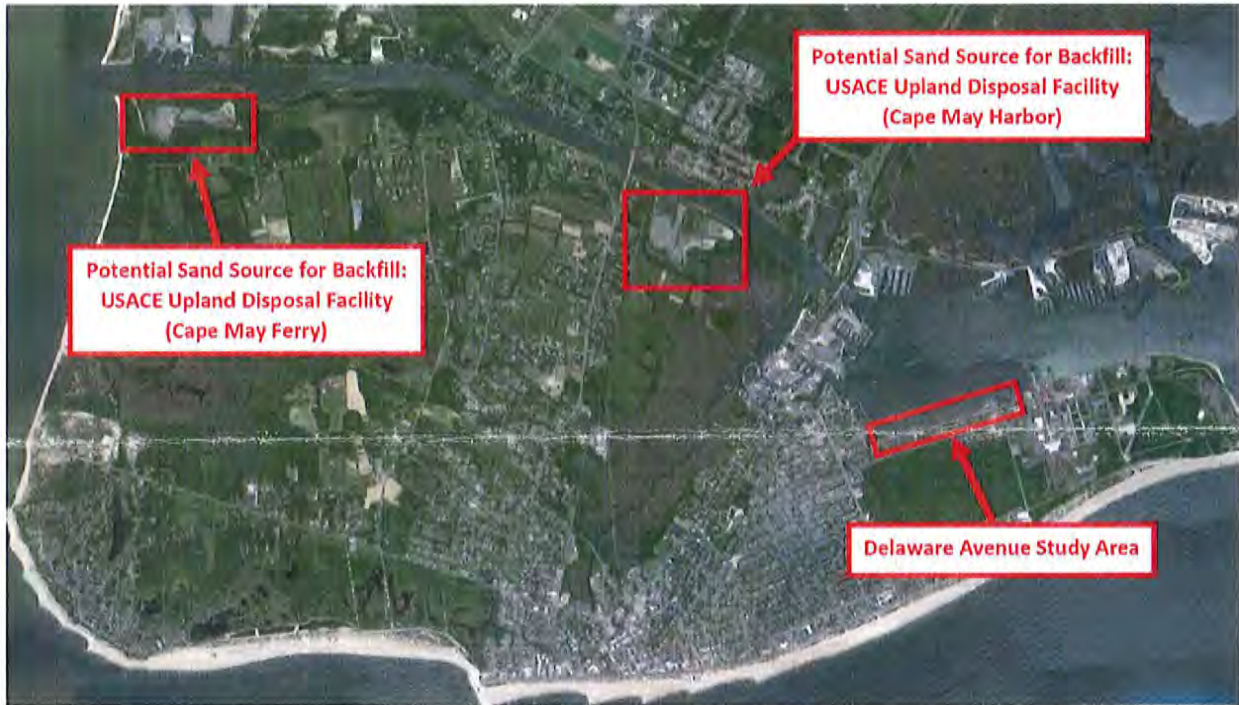 Potential Sand Source for Backfill:
USACE Upland Disposal Facility
(Cape May Harbor)
Potential Sand Source for Backfill:
USACE Upland Disposal Facility
(Cape May Ferry)
Delaware Avenue Study Area